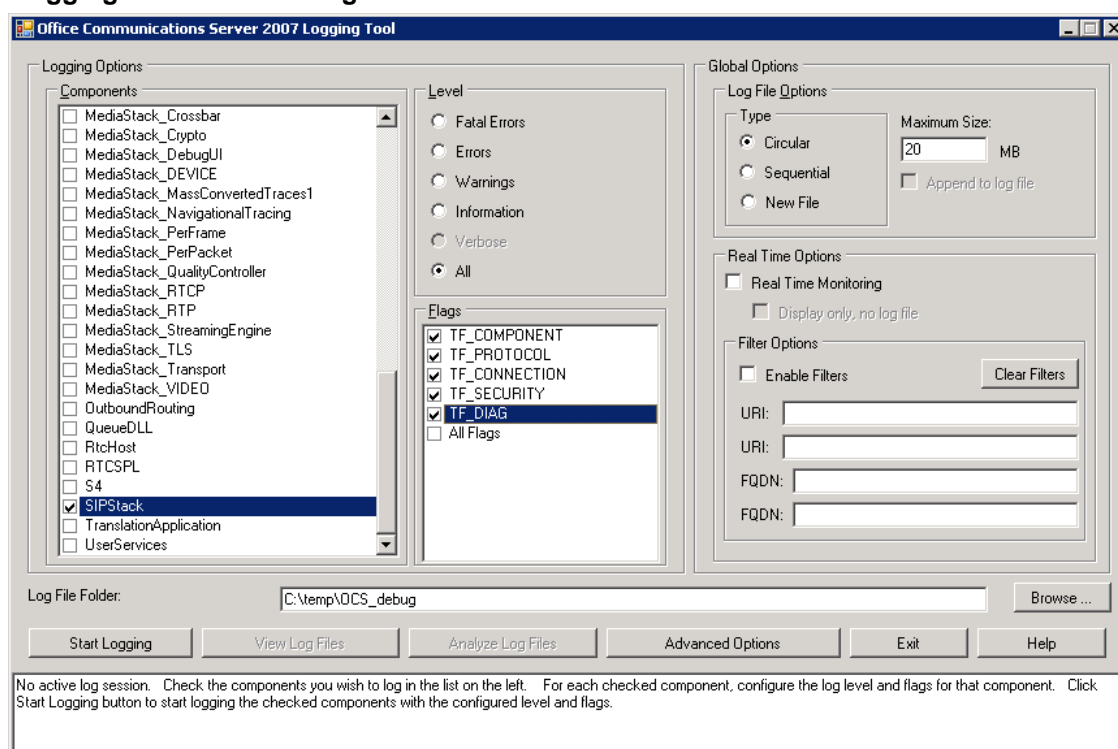 Office Communications Server 2007 Logging Tool
Logging Options
Components
MediaStack_Crossbar
MediaStack_Crypto
MediaStack_DebugUI
MediaStack_DEVICE
MediaStack_MassConvertedTraces1
MediaStack_NavigationalTracing
MediaStack_PerFrame
MediaStack_PerPacket
MediaStack_QualityController
MediaStack_RTCP
MediaStack_RTP
MediaStack_StreamingEngine
MediaStack_TLS
MediaStack_Transport
MediaStack_VIDEO
OutboundRouting
QueueDLL
RtcHost
RTCSPL
S4
SIPStack
TranslationApplication
UserServices
Level
Fatal Errors
Errors
Warnings
Information
Verbose
All
Flags
TF_COMPONENT
TF_PROTOCOL
TF_CONNECTION
TF_SECURITY
TF_DIAG
All Flags
Global Options
Log File Options
Type
Circular
Sequential
New File
Maximum Size:
20 MB
Append to log file
Real Time Options
Real Time Monitoring
Display only, no log file
Filter Options
Enable Filters
Clear Filters
URI:
URI:
FQDN:
FQDN:
Log File Folder: C:\temp\OCS_debug Browse ...
Start Logging View Log Files Analyze Log Files Advanced Options Exit Help
No active log session. Check the components you wish to log in the list on the left. For each checked component, configure the log level and flags for that component. Click
Start Logging button to start logging the checked components with the configured level and flags.